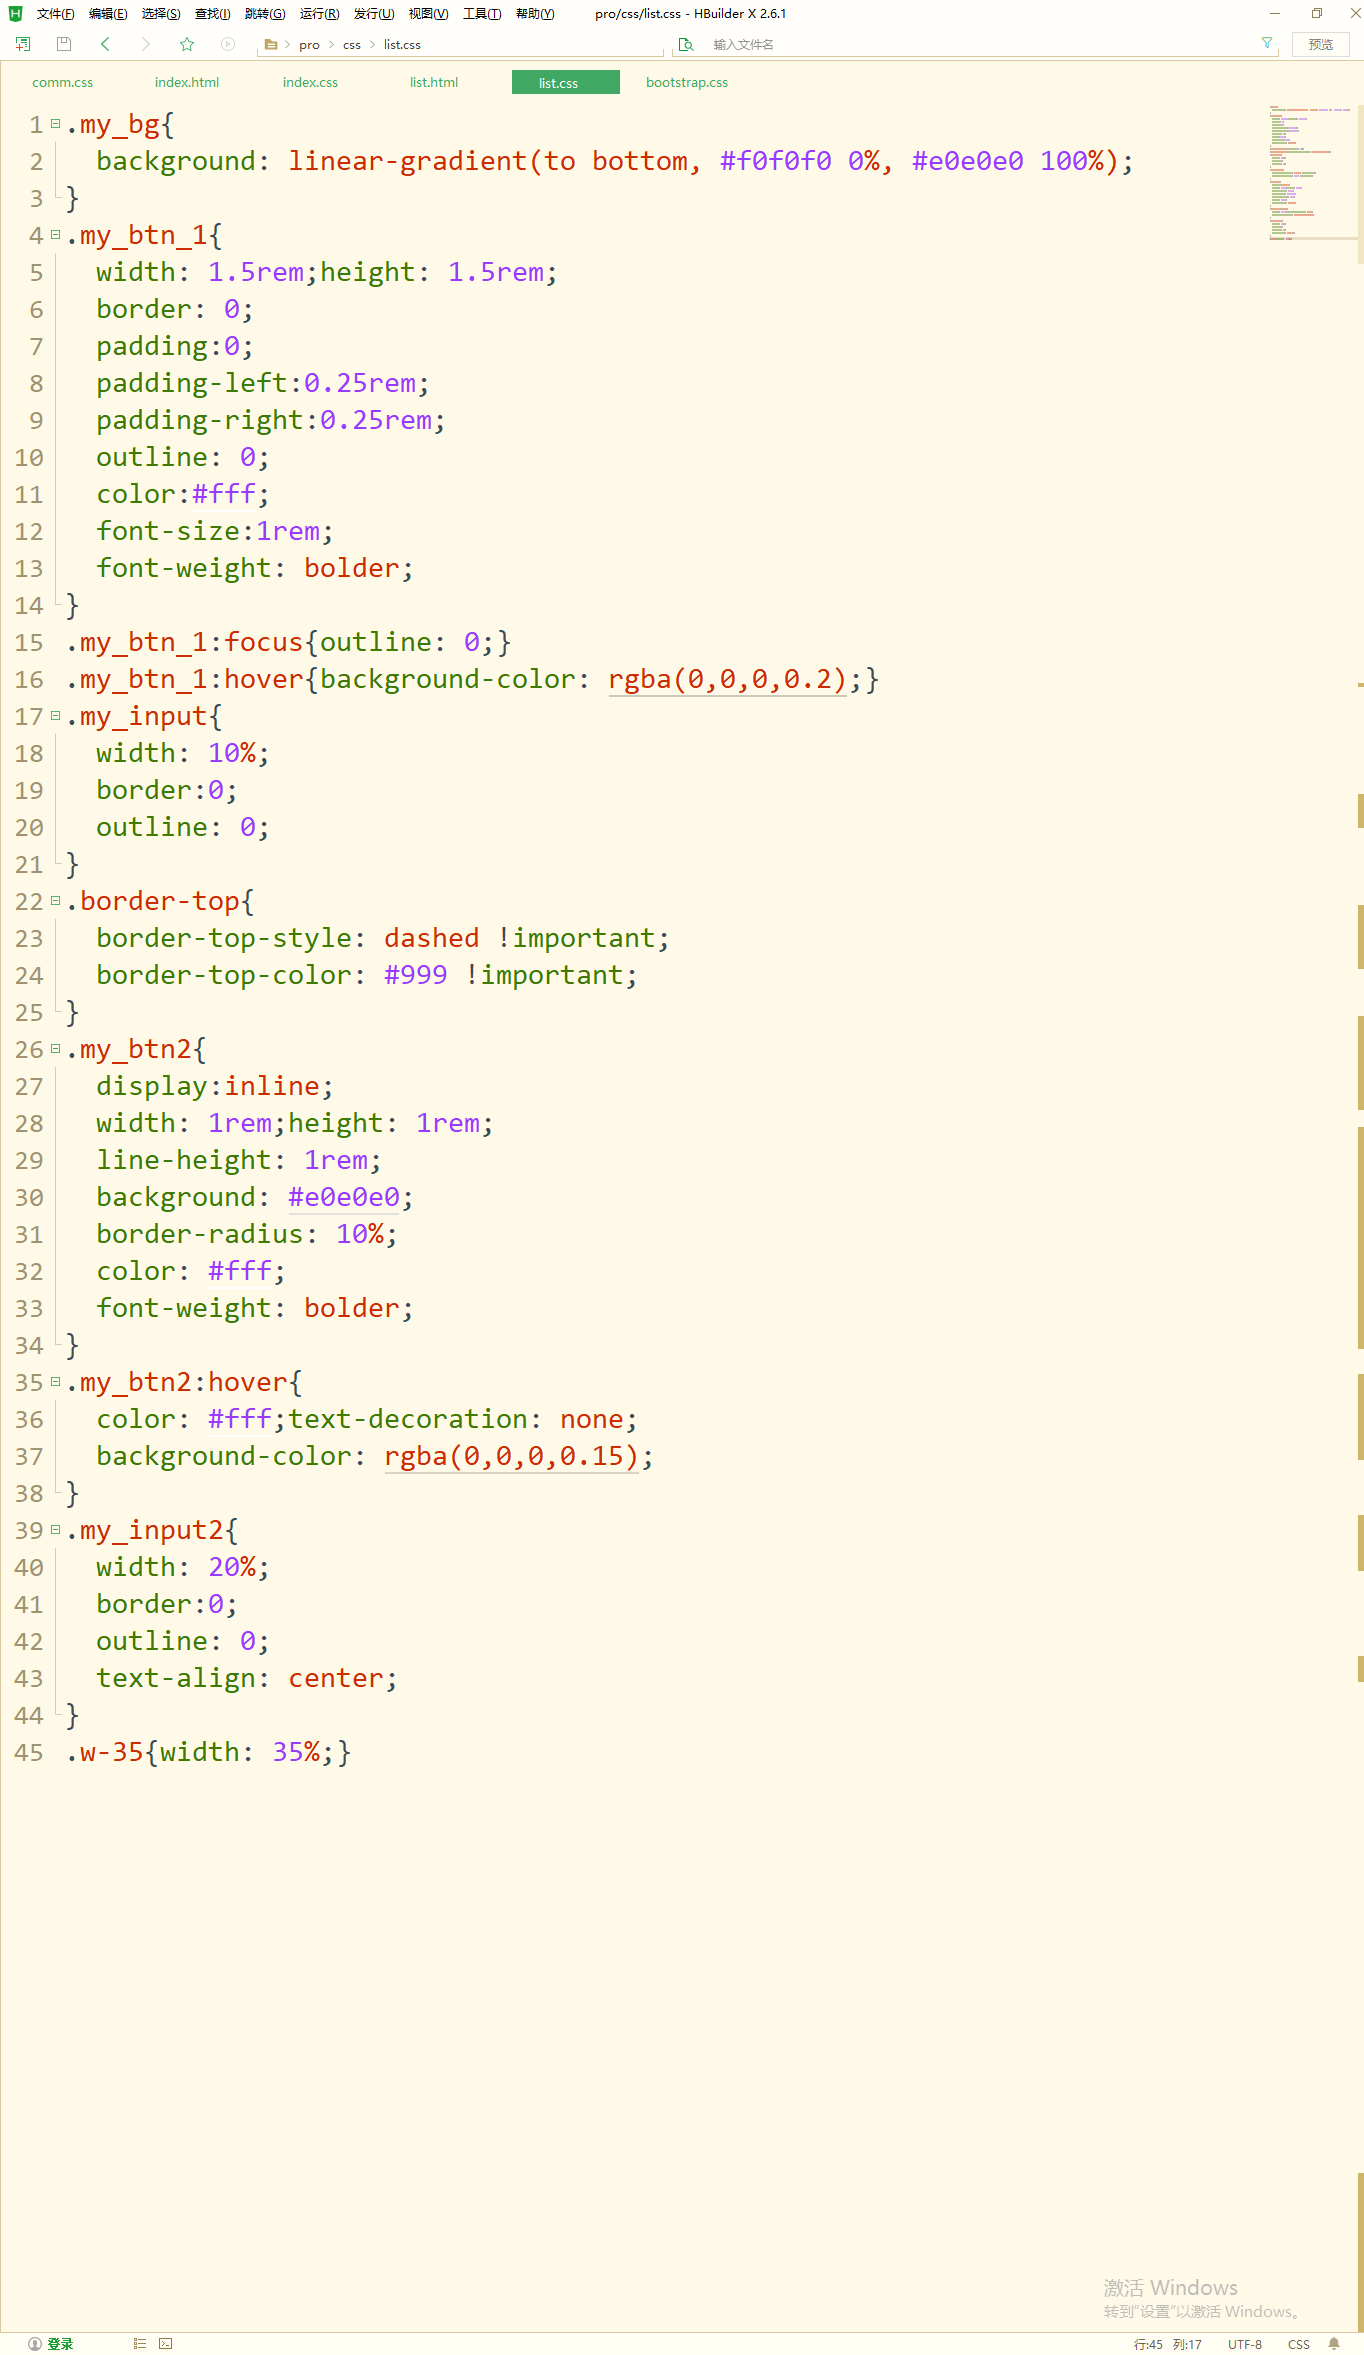 文件(F) 编辑(E) 选择(S) 查找(I) 跳转(G) 运行(R) 发行(U) 视图(V) 工具(T) 帮助(Y) pro/css/list.css - HBuilder X 2.6.1
pro css list.css 输入文件名 预览
comm.css index.html index.css list.html list.css bootstrap.css
1 .my_bg{
2 background: linear-gradient(to bottom, #f0f0f0 0%, #e0e0e0 100%);
3 }
4 .my_btn_1{
5 width: 1.5rem;height: 1.5rem;
6 border: 0;
7 padding:0;
8 padding-left:0.25rem;
9 padding-right:0.25rem;
10 outline: 0;
11 color:#fff;
12 font-size:1rem;
13 font-weight: bolder;
14 }
15 .my_btn_1:focus{outline: 0;}
16 .my_btn_1:hover{background-color: rgba(0,0,0,0.2);}
17 .my_input{
18 width: 10%;
19 border:0;
20 outline: 0;
21 }
22 .border-top{
23 border-top-style: dashed !important;
24 border-top-color: #999 !important;
25 }
26 .my_btn2{
27 display:inline;
28 width: 1rem;height: 1rem;
29 line-height: 1rem;
30 background: #e0e0e0;
31 border-radius: 10%;
32 color: #fff;
33 font-weight: bolder;
34 }
35 .my_btn2:hover{
36 color: #fff;text-decoration: none;
37 background-color: rgba(0,0,0,0.15);
38 }
39 .my_input2{
40 width: 20%;
41 border:0;
42 outline: 0;
43 text-align: center;
44 }
45 .w-35{width: 35%;}
激活 Windows
转到"设置"以激活 Windows。
登录 行:45 列:17 UTF-8 CSS